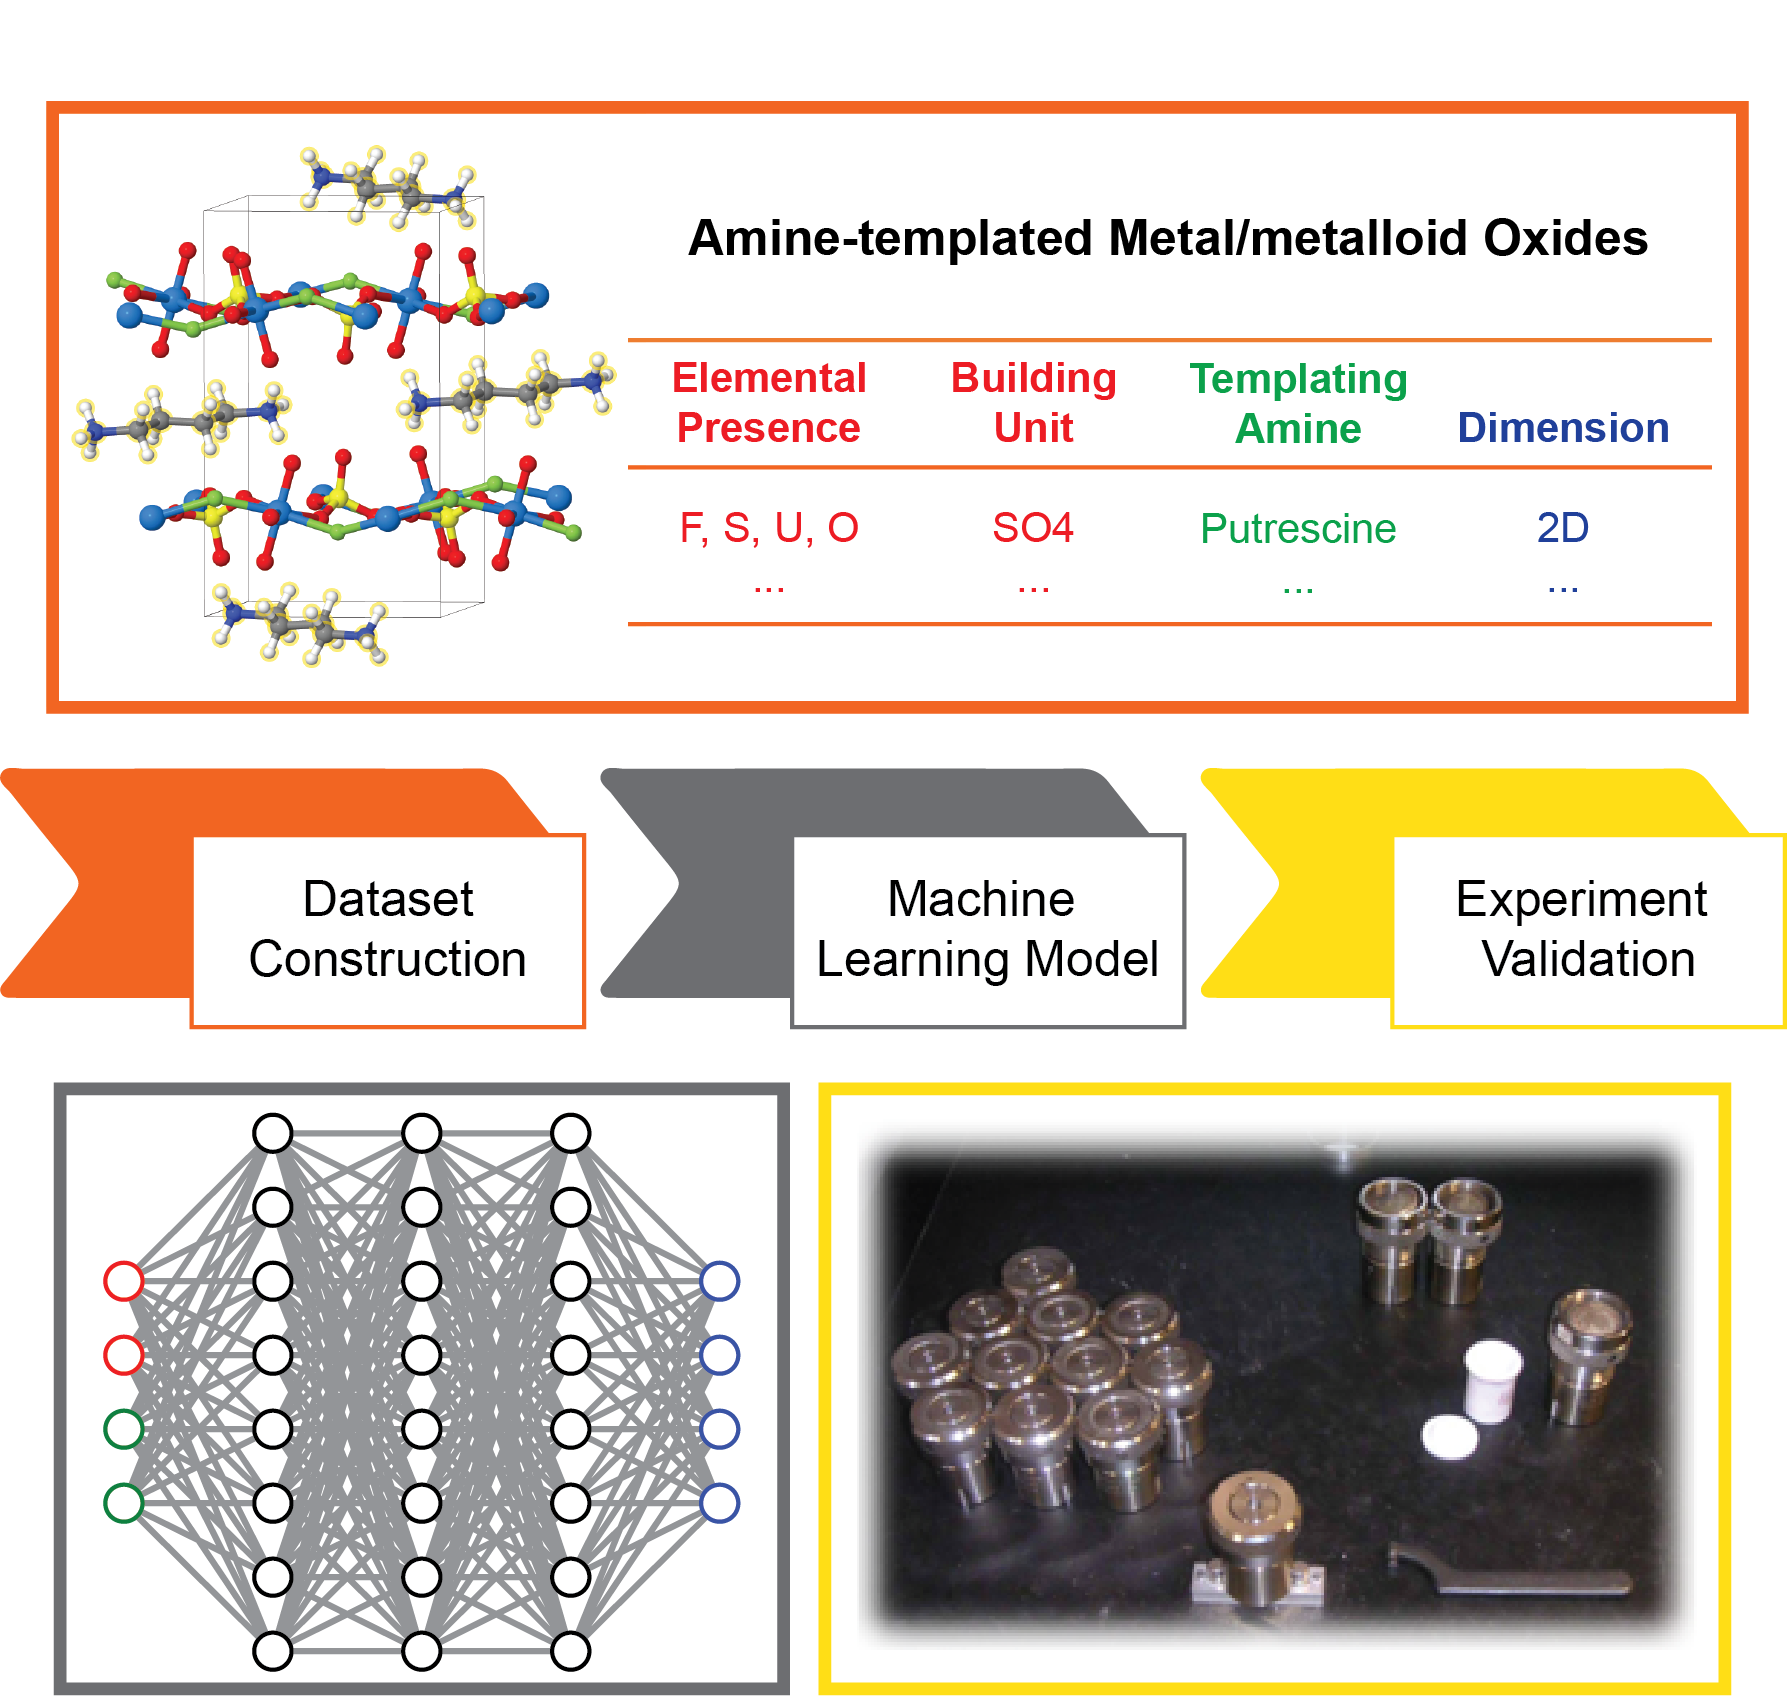 Amine-templated Metal/metalloid Oxides
Elemental Presence
Building Unit
Templating Amine
Dimension
F, S, U, O
SO4
Putrescine
2D
...
...
...
...
Dataset
Construction
Machine
Learning Model
Experiment
Validation